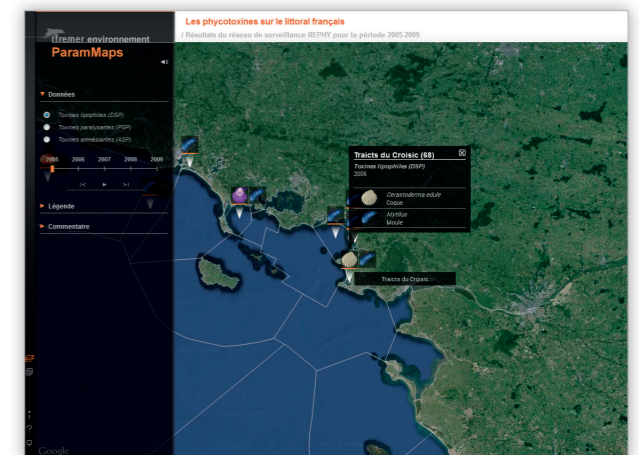 Les phycotoxines sur le littoral français
/ Résultats du réseau de surveillance REPHY pour la période 2005-2009
ifremer environnement
ParamMaps
Données
Toxines lipophiles (DSP)
Toxines paralysantes (PSP)
Toxines amnésiantes (ASP)
2006 2007 2008 2009
Légende
Commentaire
Traicts du Croisic (68)
Toxines lipophiles (DSP)
2005
Cerastoderma edule
Coque
Mytilus
Moule
Traicts du Croisic
Google